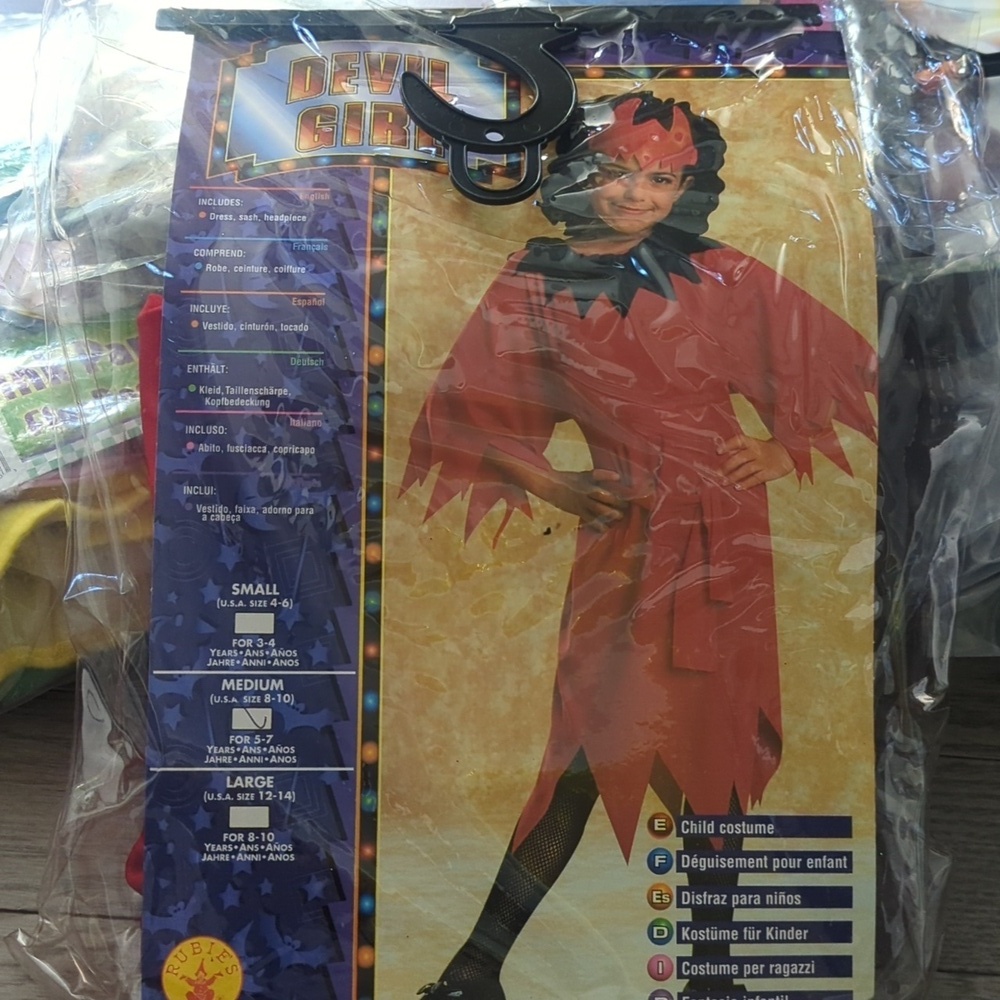 DEVIL
GIRL
English
INCLUDES:
Dress, sash, headpiece
Français
COMPREND:
Robe, ceinture, coiffure
Español
INCLUYE:
Vestido, cinturón, tocado
Deutsch
ENTHÄLT:
Kleid, Taillenschärpe,
Kopfbedeckung
Italiano
INCLUSO:
Abito, fusciacca, copricapo
INCLUI:
Vestido, faixa, adorno para
a cabeça
SMALL
(U.S.A. SIZE 4-6)
FOR 3-4
YEARS•ANS•AÑOS
JAHRE•ANNI•ANOS
MEDIUM
(U.S.A. SIZE 8-10)
FOR 5-7
YEARS•ANS•AÑOS
JAHRE•ANNI•ANOS
LARGE
(U.S.A. SIZE 12-14)
FOR 8-10
YEARS•ANS•AÑOS
JAHRE•ANNI•ANOS
RUBIES
E Child costume
F Déguisement pour enfant
Es Disfraz para niños
D Kostüme für Kinder
I Costume per ragazzi
P Fantasia infantil